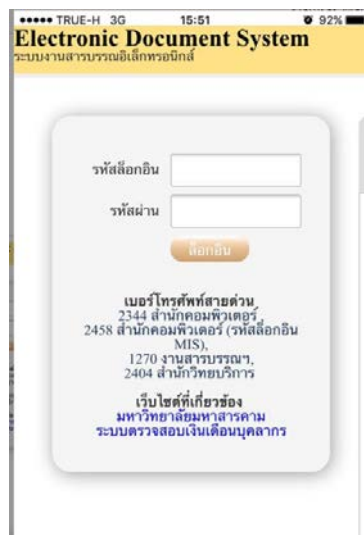 TRUE-H 3G 15:51 92%
Electronic Document System
ระบบงานสารบรรณอิเล็กทรอนิกส์
รหัสล็อกอิน
รหัสผ่าน
ล็อกอิน
เบอร์โทรศัพท์สายด่วน
2344 สำนักคอมพิวเตอร์,
2458 สำนักคอมพิวเตอร์ (รหัสล็อกอิน
MIS),
1270 งานสารบรรณฯ,
2404 สำนักวิทยบริการ
เว็บไซต์ที่เกี่ยวข้อง
มหาวิทยาลัยมหาสารคาม
ระบบตรวจสอบเงินเดือนบุคลากร